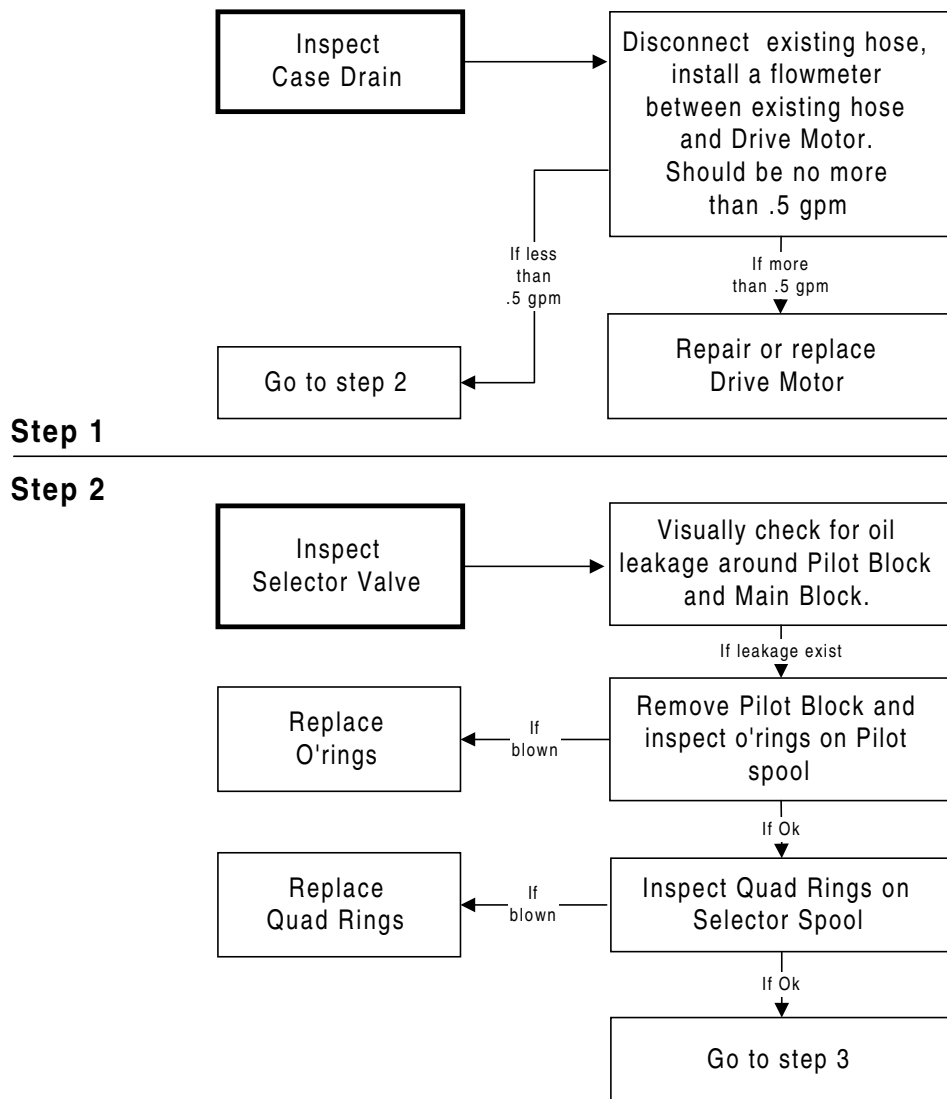 Inspect
Case Drain
Disconnect existing hose,
install a flowmeter
between existing hose
and Drive Motor.
Should be no more
than .5 gpm
If less
than
.5 gpm
If more
than .5 gpm
Go to step 2
Repair or replace
Drive Motor
Step 1
Step 2
Inspect
Selector Valve
Visually check for oil
leakage around Pilot Block
and Main Block.
If leakage exist
Replace
O'rings
If
blown
Remove Pilot Block and
inspect o'rings on Pilot
spool
If Ok
Replace
Quad Rings
If
blown
Inspect Quad Rings on
Selector Spool
If Ok
Go to step 3